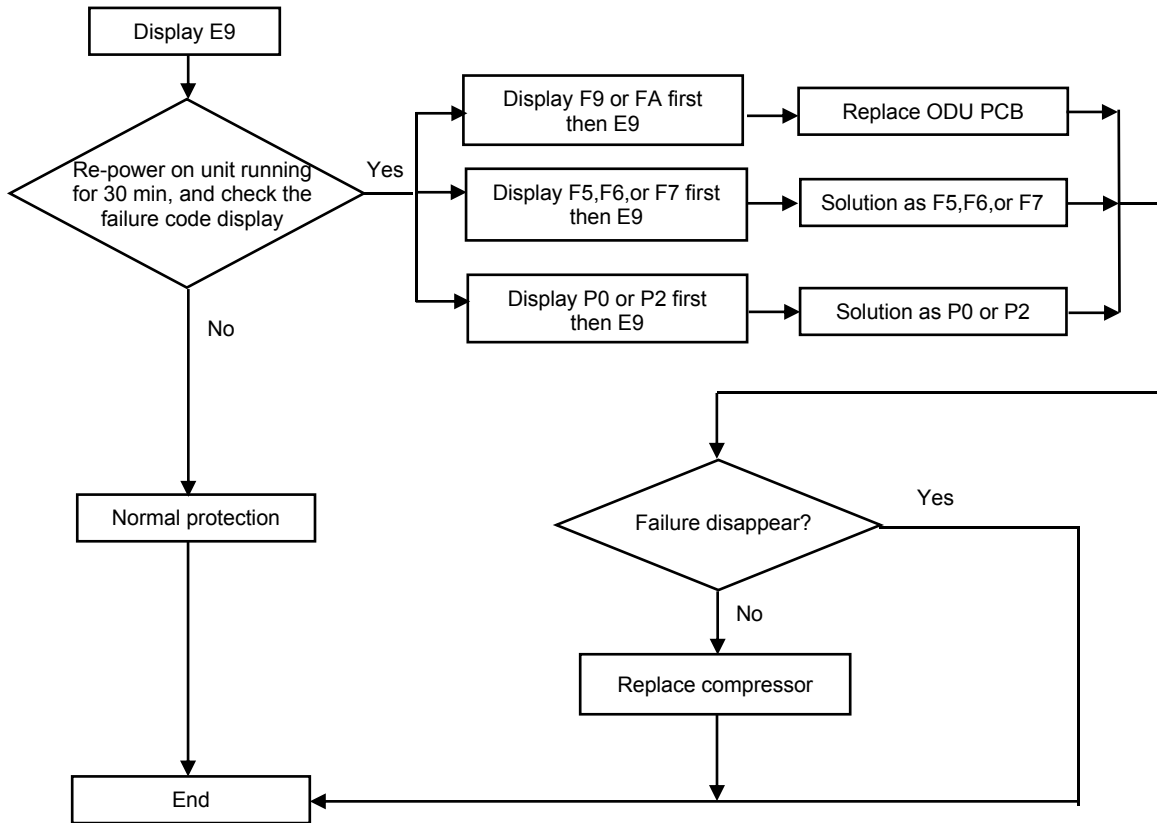 Display E9
Re-power on unit running
for 30 min, and check the
failure code display
Yes
No
Display F9 or FA first
then E9
Replace ODU PCB
Display F5,F6,or F7 first
then E9
Solution as F5,F6,or F7
Display P0 or P2 first
then E9
Solution as P0 or P2
Normal protection
Failure disappear?
Yes
No
Replace compressor
End